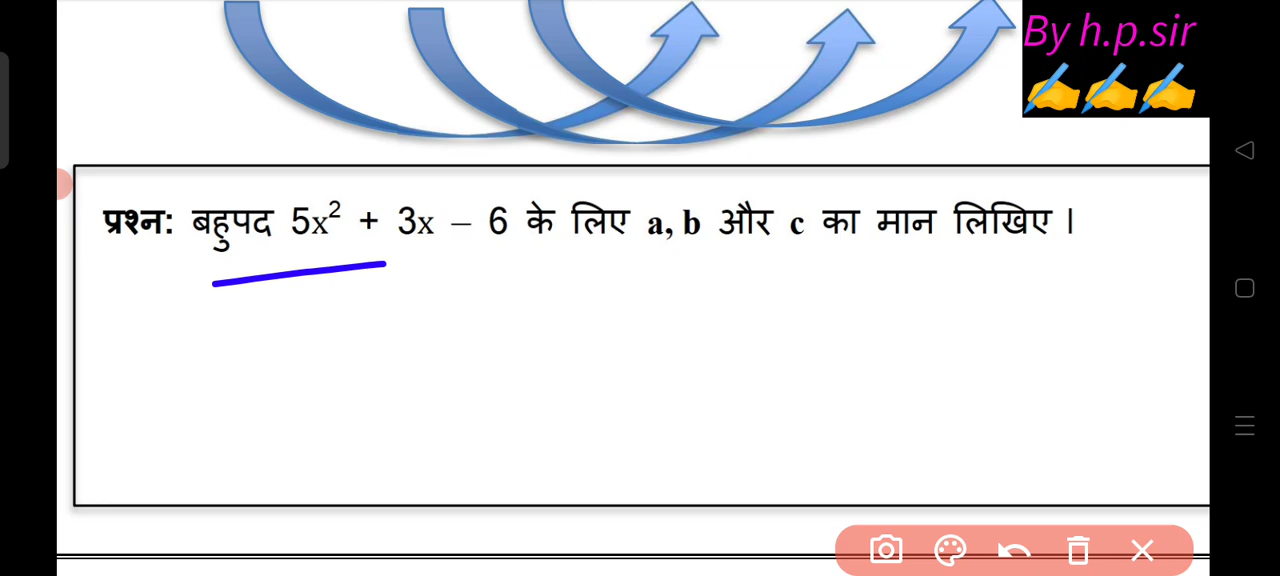 By h.p.sir
प्रश्न: बहुपद 5x² + 3x – 6 के लिए a, b और c का मान लिखिए ।